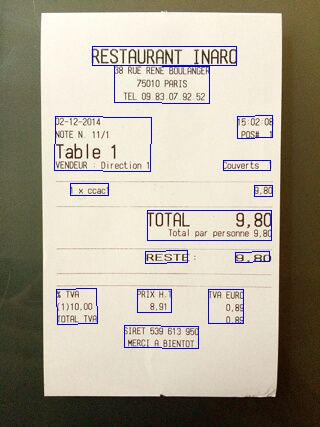 RESTAURANT INARO
38 RUE RENE BOULANGER
75010 PARIS
TEL 09 83.07.92.52
02-12-2014 15:02:08
NOTE N. 11/1 POS# 1
Table 1
VENDEUR : Direction 1 Couverts 1
1 x ccac 9,80
TOTAL 9,80
Total par personne 9,80
RESTE : 9,80
% TVA PRIX H.T TVA EURO
(1)10,00 8,91 0,89
TOTAL TVA 0,89
SIRET 539 613 950
MERCI A BIENTOT